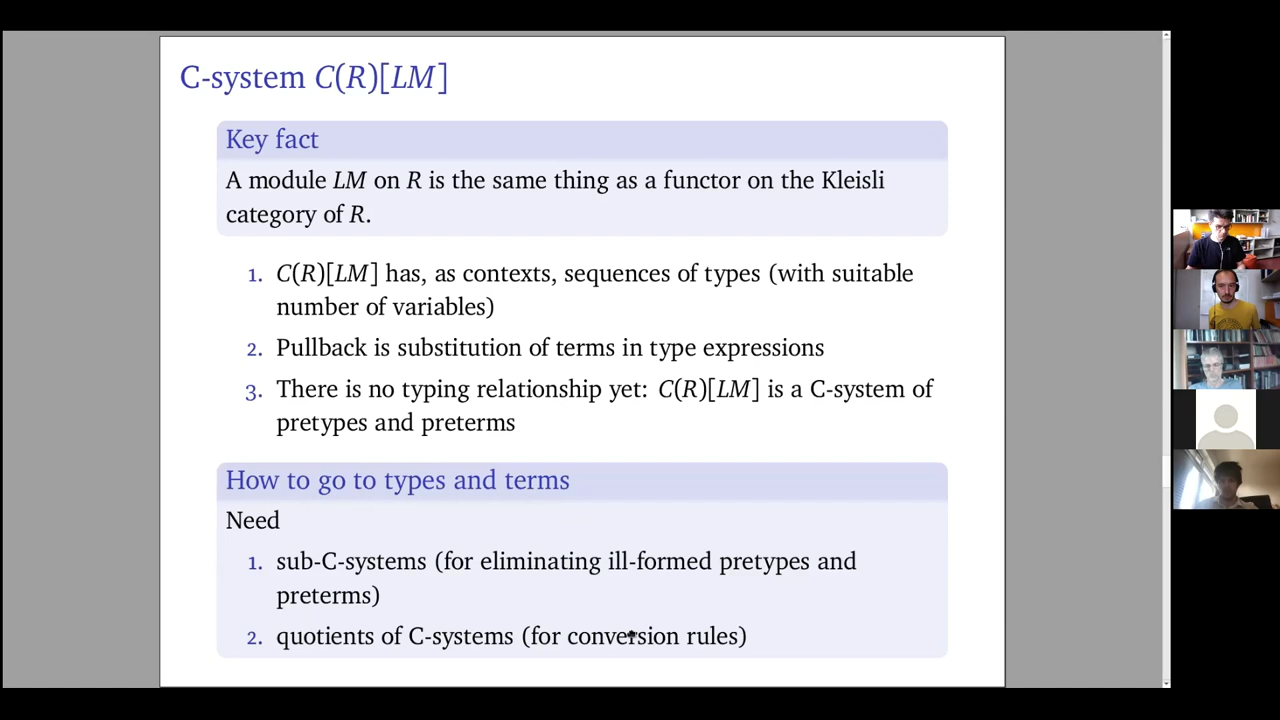 C-system C(R)[LM]
Key fact
A module LM on R is the same thing as a functor on the Kleisli
category of R.
1. C(R)[LM] has, as contexts, sequences of types (with suitable
number of variables)
2. Pullback is substitution of terms in type expressions
3. There is no typing relationship yet: C(R)[LM] is a C-system of
pretypes and preterms
How to go to types and terms
Need
1. sub-C-systems (for eliminating ill-formed pretypes and
preterms)
2. quotients of C-systems (for conversion rules)